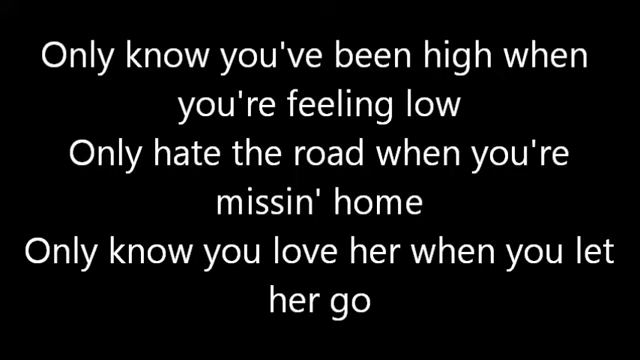 Only know you've been high when
you're feeling low
Only hate the road when you're
missin' home
Only know you love her when you let
her go